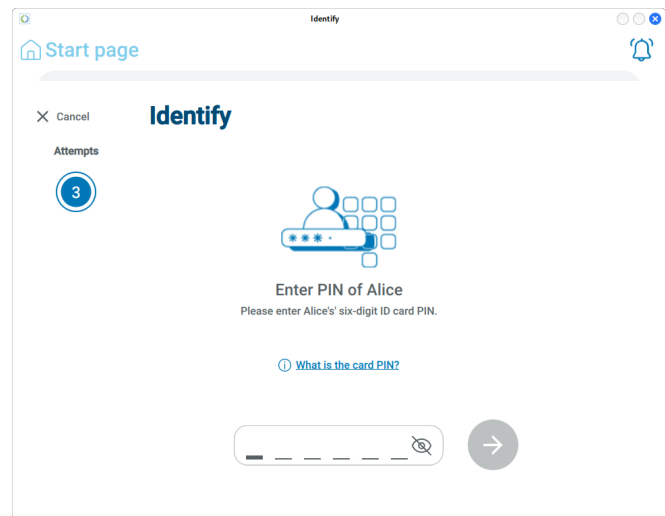 Identify
Start page
Cancel
Identify
Attempts
3
Enter PIN of Alice
Please enter Alice's' six-digit ID card PIN.
What is the card PIN?